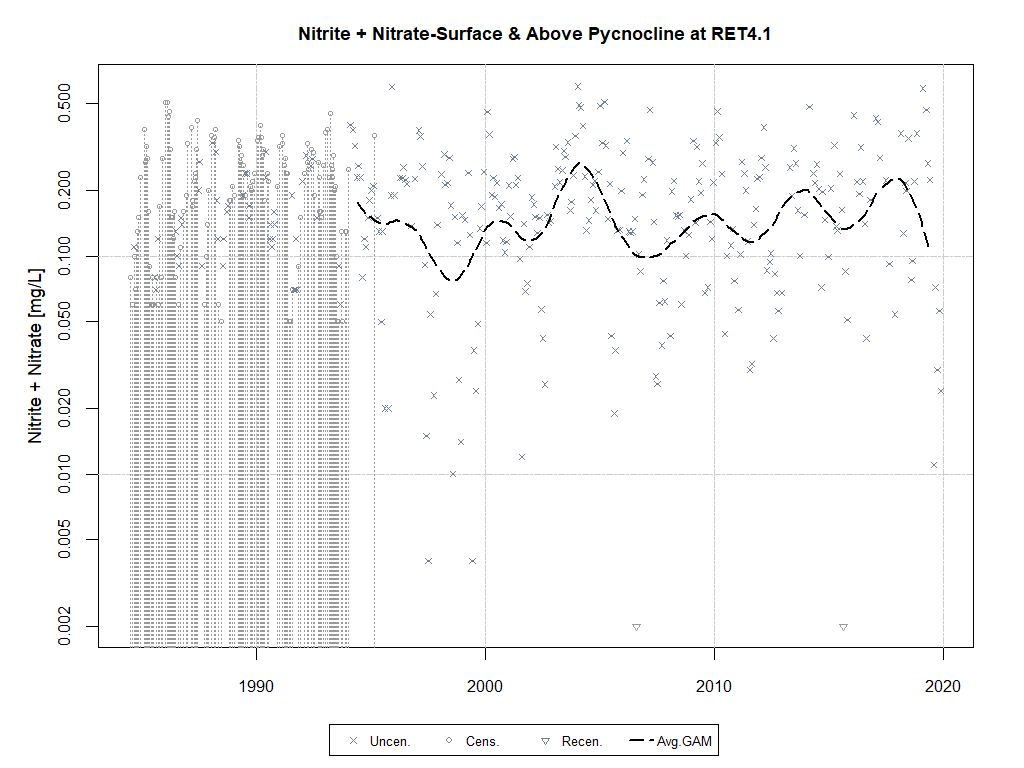 Nitrite + Nitrate-Surface & Above Pycnocline at RET4.1
Nitrite + Nitrate [mg/L]
0.500
0.200
0.100
0.050
0.020
0.010
0.005
0.002
1990 2000 2010 2020
Uncen. Cens. Recen. Avg.GAM